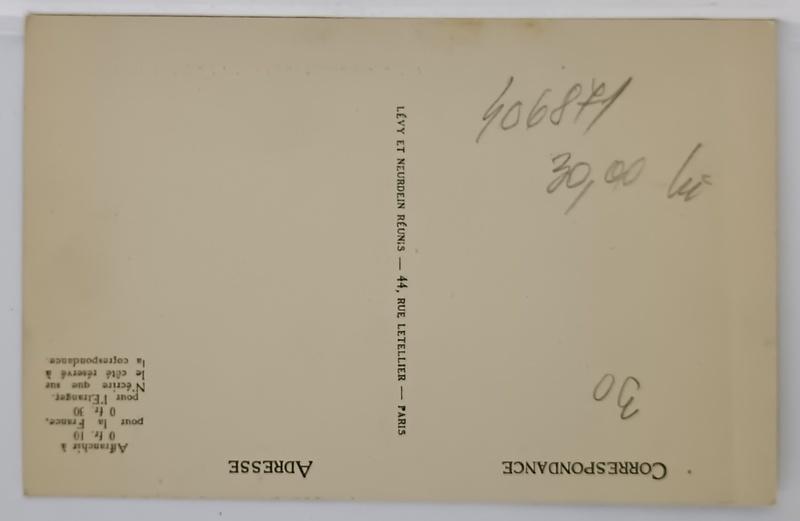 CORRESPONDANCE
ADRESSE
Affranchir à
0 fr. 10
pour la France,
0 fr. 30
pour l'Étranger.
N'écrire que sur
le côté réservé à
la correspondance.
LÉVY ET NEURDEIN RÉUNIS — 44, RUE LETELLIER — PARIS
30
406871
30,00 lei